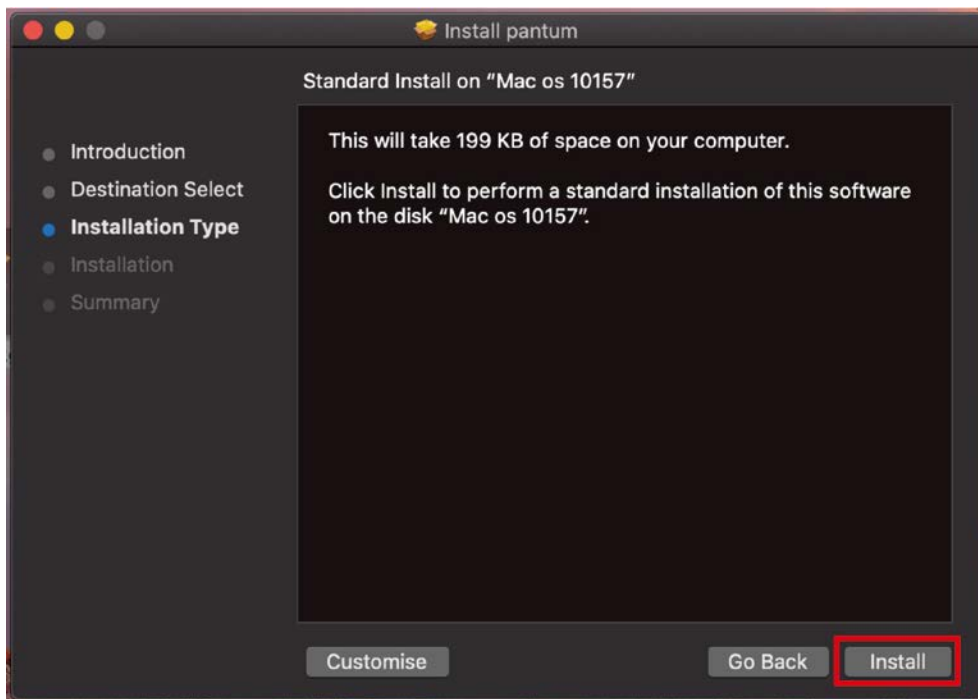 Install pantum
Standard Install on "Mac os 10157"
Introduction
Destination Select
Installation Type
Installation
Summary
This will take 199 KB of space on your computer.
Click Install to perform a standard installation of this software
on the disk "Mac os 10157".
Customise
Go Back
Install